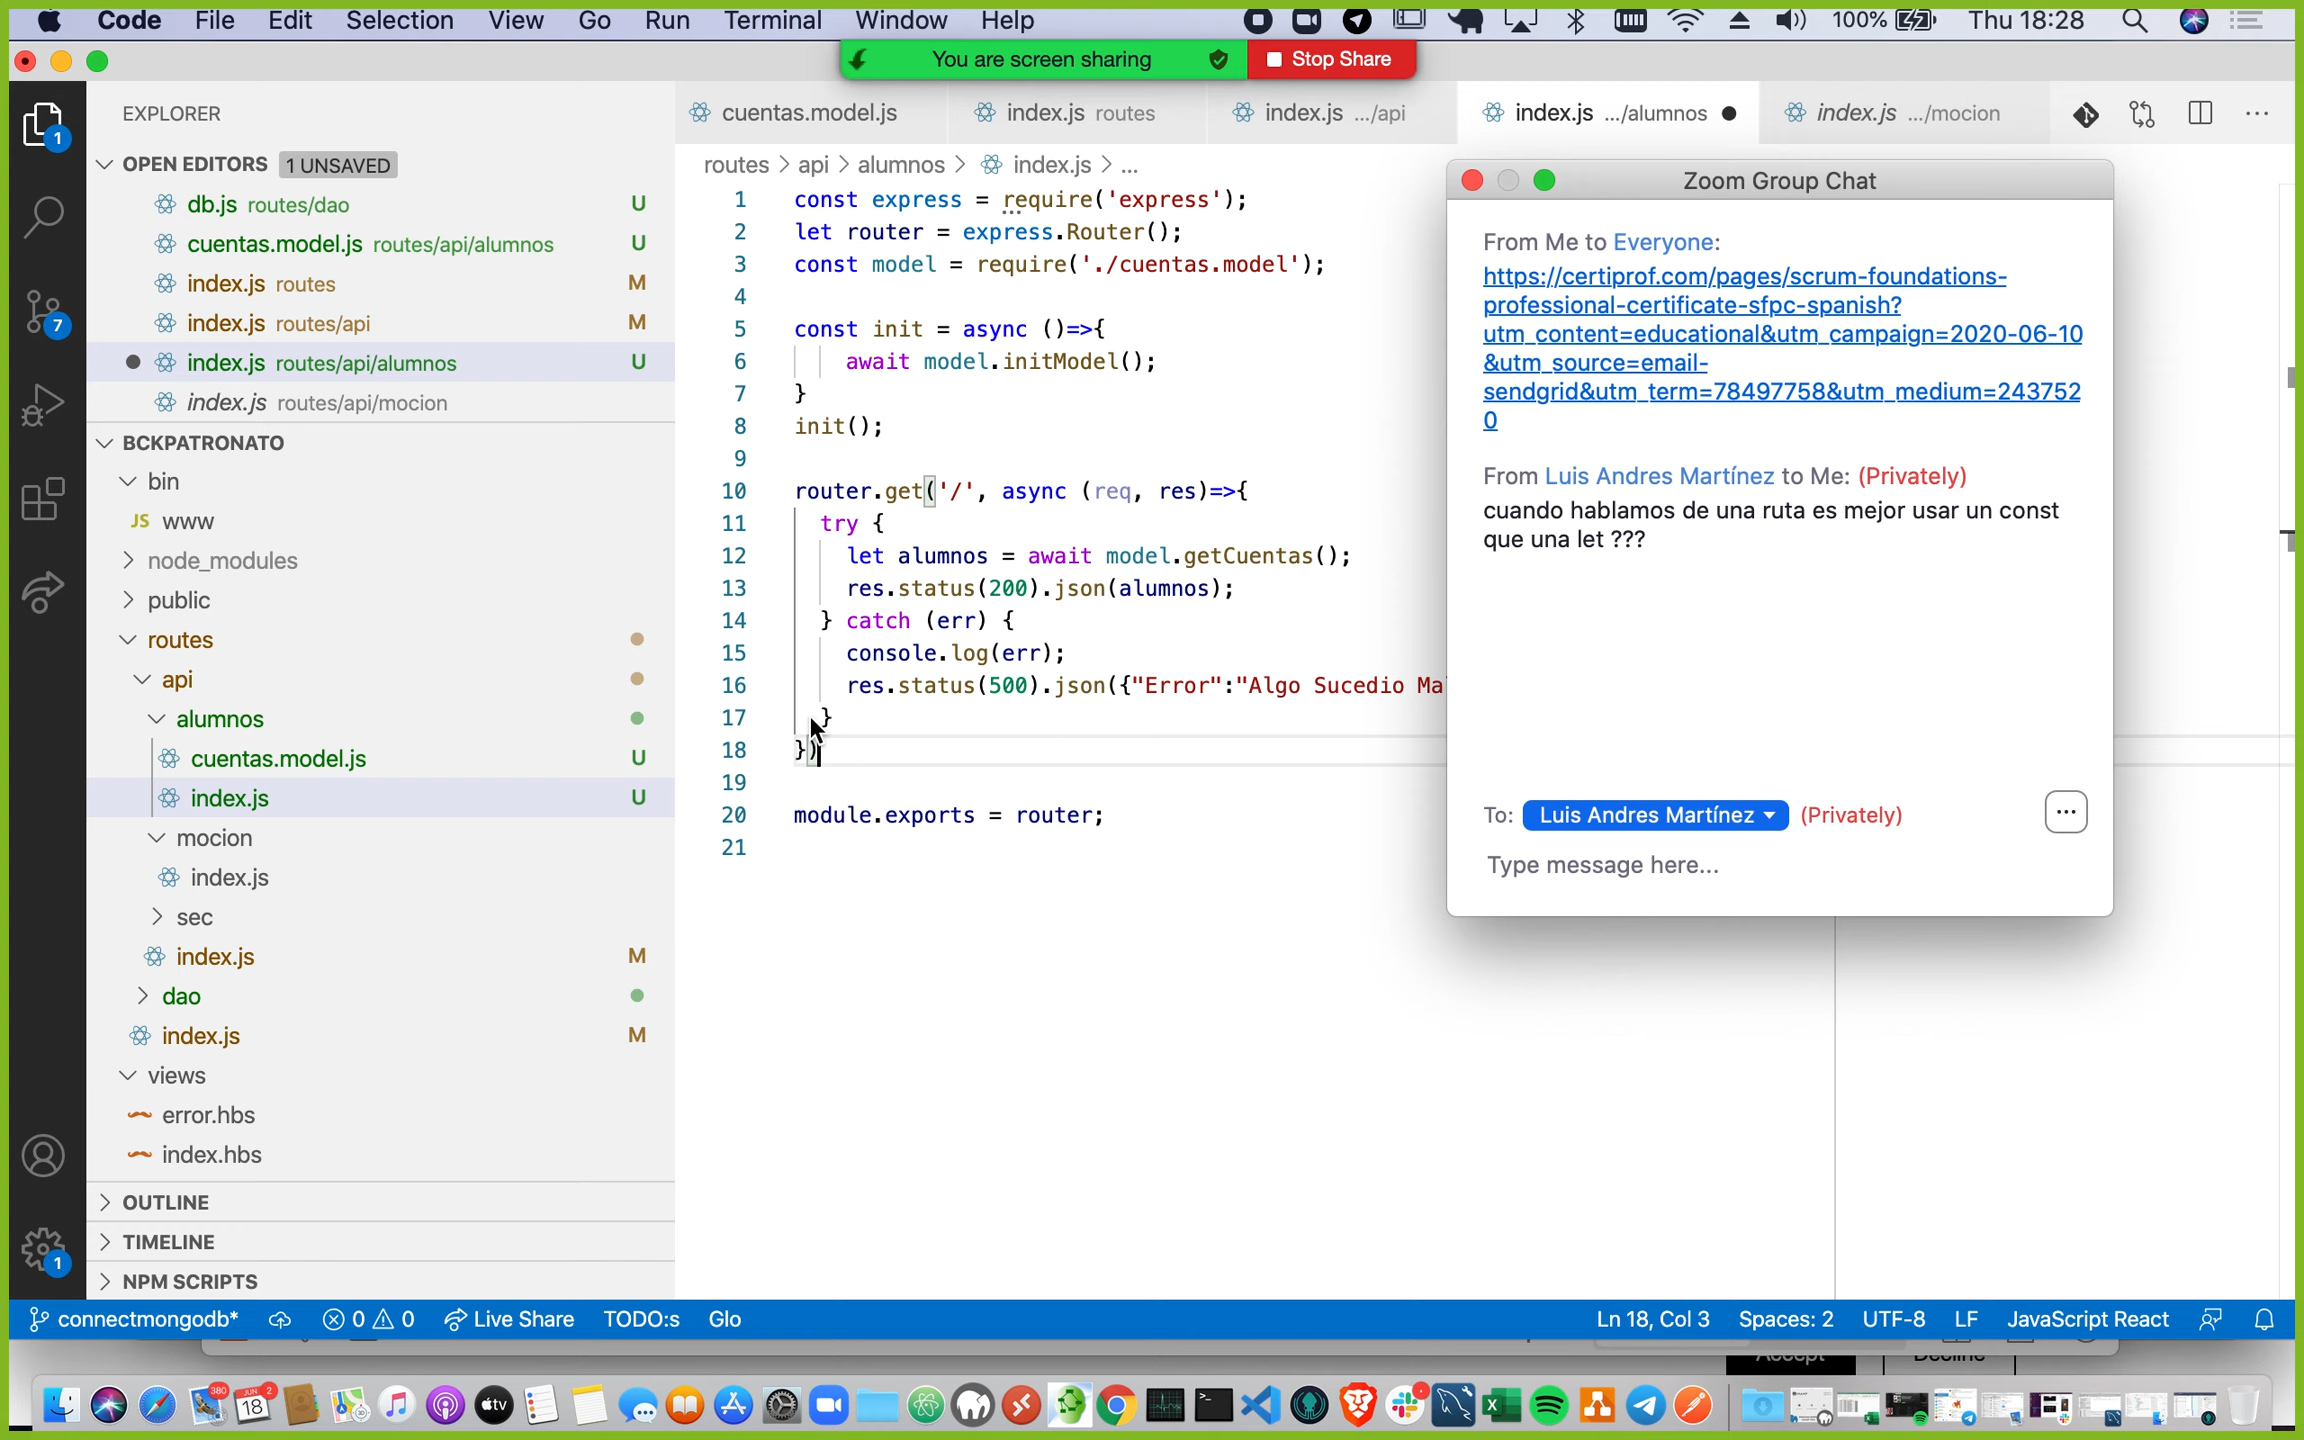 Code File Edit Selection View Go Run Terminal Window Help 100% Thu 18:28
You are screen sharing Stop Share
EXPLORER
cuentas.model.js index.js routes index.js .../api index.js .../alumnos index.js .../mocion
OPEN EDITORS 1 UNSAVED
routes > api > alumnos > index.js > ...
db.js routes/dao U
cuentas.model.js routes/api/alumnos U
index.js routes M
index.js routes/api M
index.js routes/api/alumnos U
index.js routes/api/mocion
BCKPATRONATO
bin
JS www
node_modules
public
routes
api
alumnos
cuentas.model.js U
index.js U
mocion
index.js
sec
index.js M
dao
index.js M
views
error.hbs
index.hbs
OUTLINE
TIMELINE
NPM SCRIPTS
1
7
1
1 const express = require('express');
2 let router = express.Router();
3 const model = require('./cuentas.model');
4
5 const init = async ()=>{
6 await model.initModel();
7 }
8 init();
9
10 router.get('/', async (req, res)=>{
11 try {
12 let alumnos = await model.getCuentas();
13 res.status(200).json(alumnos);
14 } catch (err) {
15 console.log(err);
16 res.status(500).json({"Error":"Algo Sucedio Ma
17 }
18 })
19
20 module.exports = router;
21
Zoom Group Chat
From Me to Everyone:
https://certiprof.com/pages/scrum-foundations-
professional-certificate-sfpc-spanish?
utm_content=educational&utm_campaign=2020-06-10
&utm_source=email-
sendgrid&utm_term=78497758&utm_medium=243752
0
From Luis Andres Martínez to Me: (Privately)
cuando hablamos de una ruta es mejor usar un const
que una let ???
To: Luis Andres Martínez (Privately)
Type message here...
connectmongodb* 0 0 Live Share TODO:s Glo Ln 18, Col 3 Spaces: 2 UTF-8 LF JavaScript React
380 JUN 2 18 tv